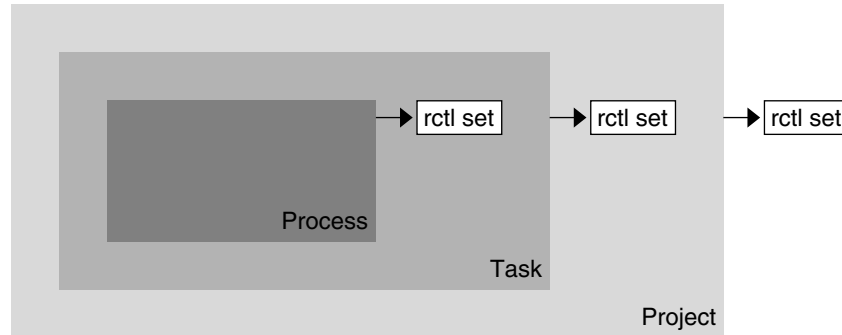 rctl set
rctl set
rctl set
Process
Task
Project